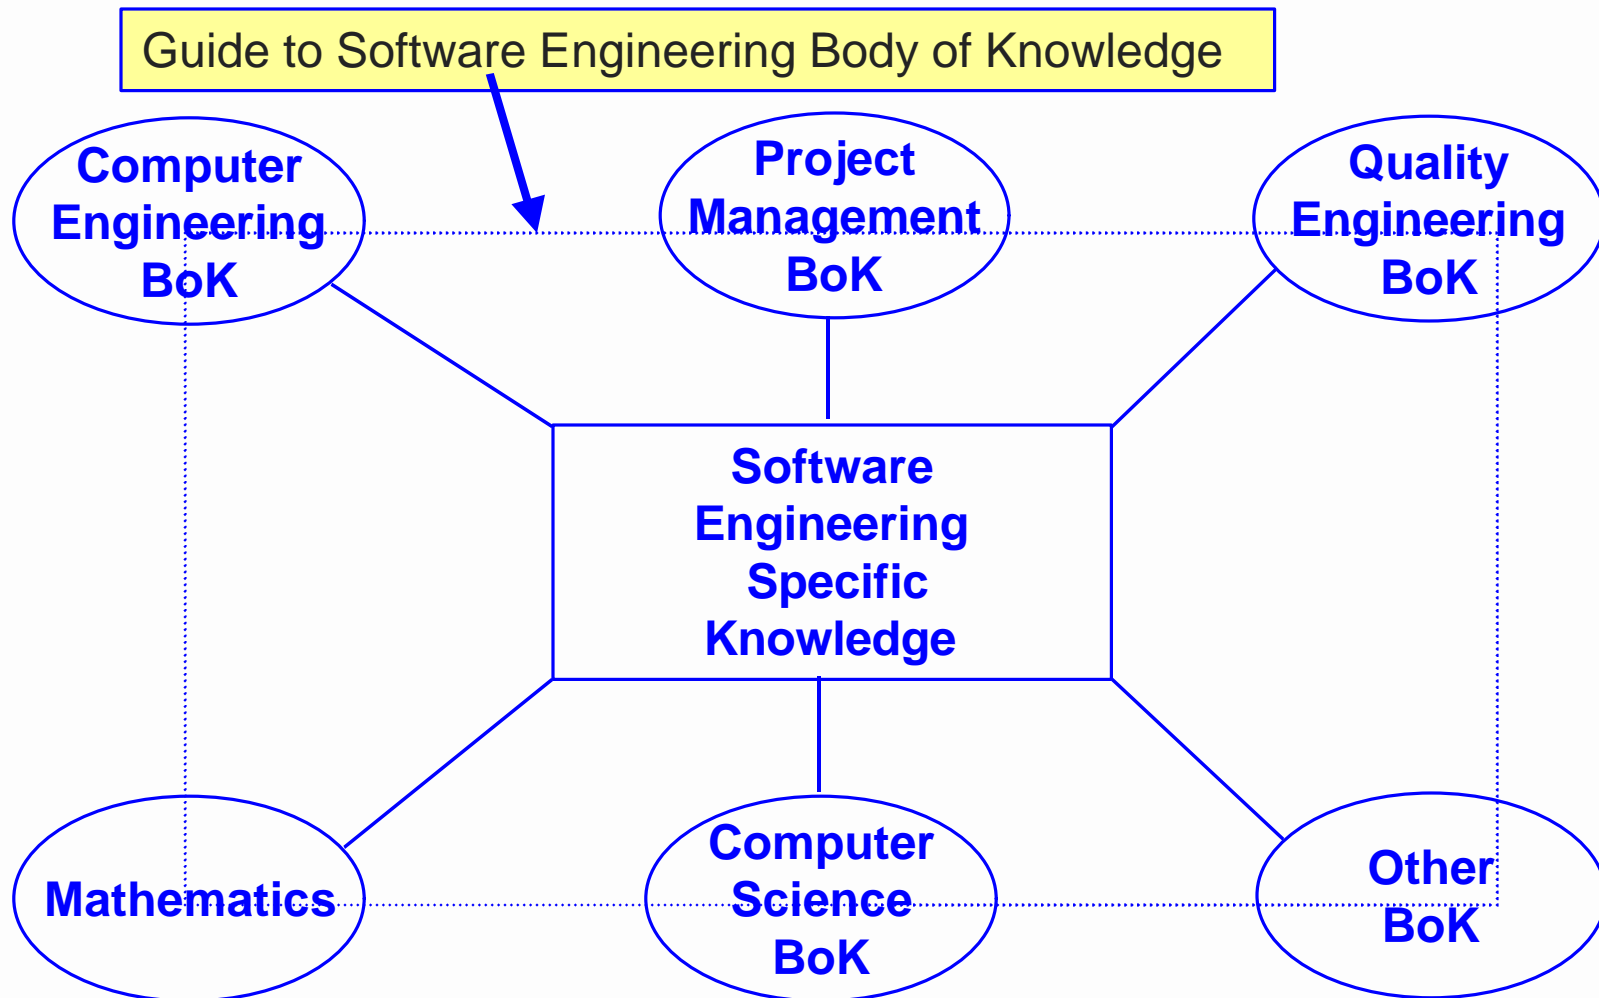 Guide to Software Engineering Body of Knowledge
Computer
Engineering
BoK
Project
Management
BoK
Quality
Engineering
BoK
Software
Engineering
Specific
Knowledge
Mathematics
Computer
Science
BoK
Other
BoK